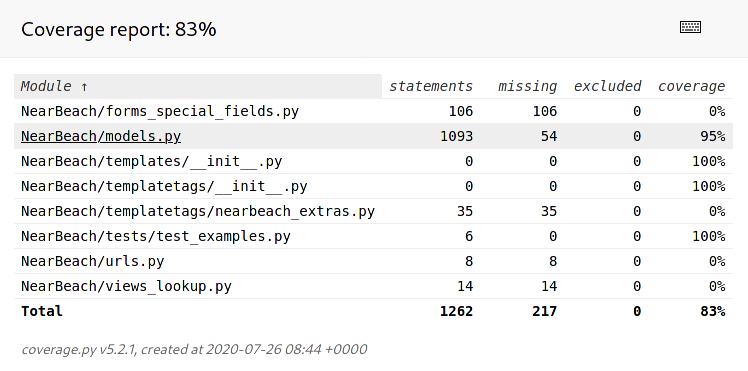 Coverage report: 83%
Module ↑ statements missing excluded coverage
NearBeach/forms_special_fields.py 106 106 0 0%
NearBeach/models.py 1093 54 0 95%
NearBeach/templates/__init__.py 0 0 0 100%
NearBeach/templatetags/__init__.py 0 0 0 100%
NearBeach/templatetags/nearbeach_extras.py 35 35 0 0%
NearBeach/tests/test_examples.py 6 0 0 100%
NearBeach/urls.py 8 8 0 0%
NearBeach/views_lookup.py 14 14 0 0%
Total 1262 217 0 83%
coverage.py v5.2.1, created at 2020-07-26 08:44 +0000